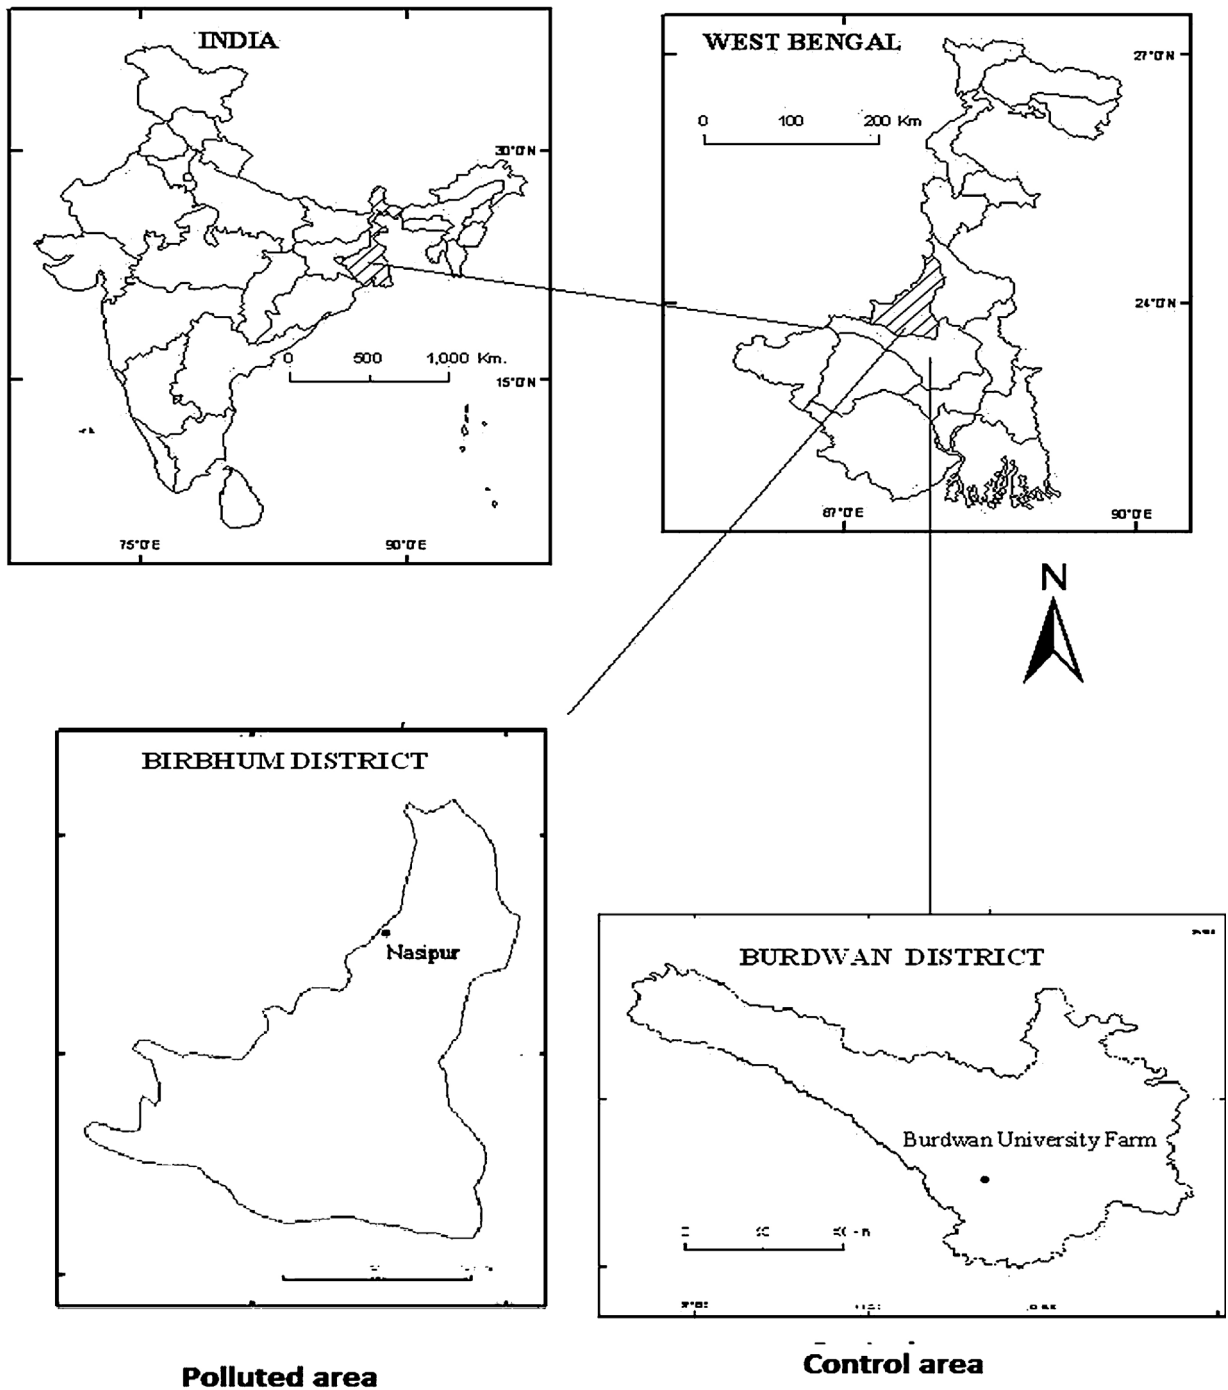 INDIA
30°0'N
0 500 1,000 Km.
15°0'N
75°0'E 90°0'E
WEST BENGAL
27°0'N
0 100 200 Km
24°0'N
87°0'E 90°0'E
N
BIRBHUM DISTRICT
Nasipur
BURDWAN DISTRICT
Burdwan University Farm
Polluted area
Control area